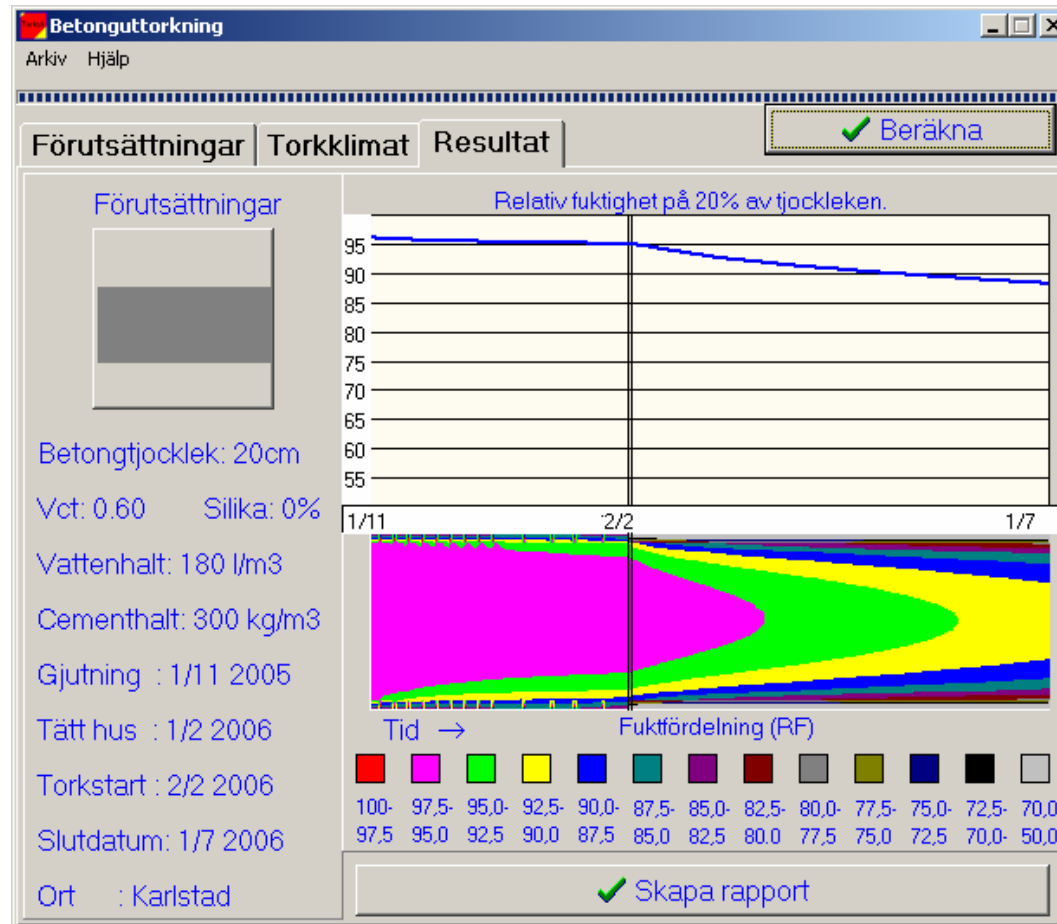 Betonguttorkning
Arkiv Hjälp
Förutsättningar Torkklimat Resultat
Beräkna
Förutsättningar
Betongtjocklek: 20cm
Vct: 0.60 Silika: 0%
Vattenhalt: 180 l/m3
Cementhalt: 300 kg/m3
Gjutning : 1/11 2005
Tätt hus : 1/2 2006
Torkstart : 2/2 2006
Slutdatum: 1/7 2006
Ort : Karlstad
Relativ fuktighet på 20% av tjockleken.
95
90
85
80
75
70
65
60
55
1/11 2/2 1/7
Tid → Fuktfördelning (RF)
100- 97,5- 95,0- 92,5- 90,0- 87,5- 85,0- 82,5- 80,0- 77,5- 75,0- 72,5- 70,0
97,5 95,0 92,5 90,0 87,5 85,0 82,5 80.0 77,5 75,0 72,5 70,0- 50,0
Skapa rapport